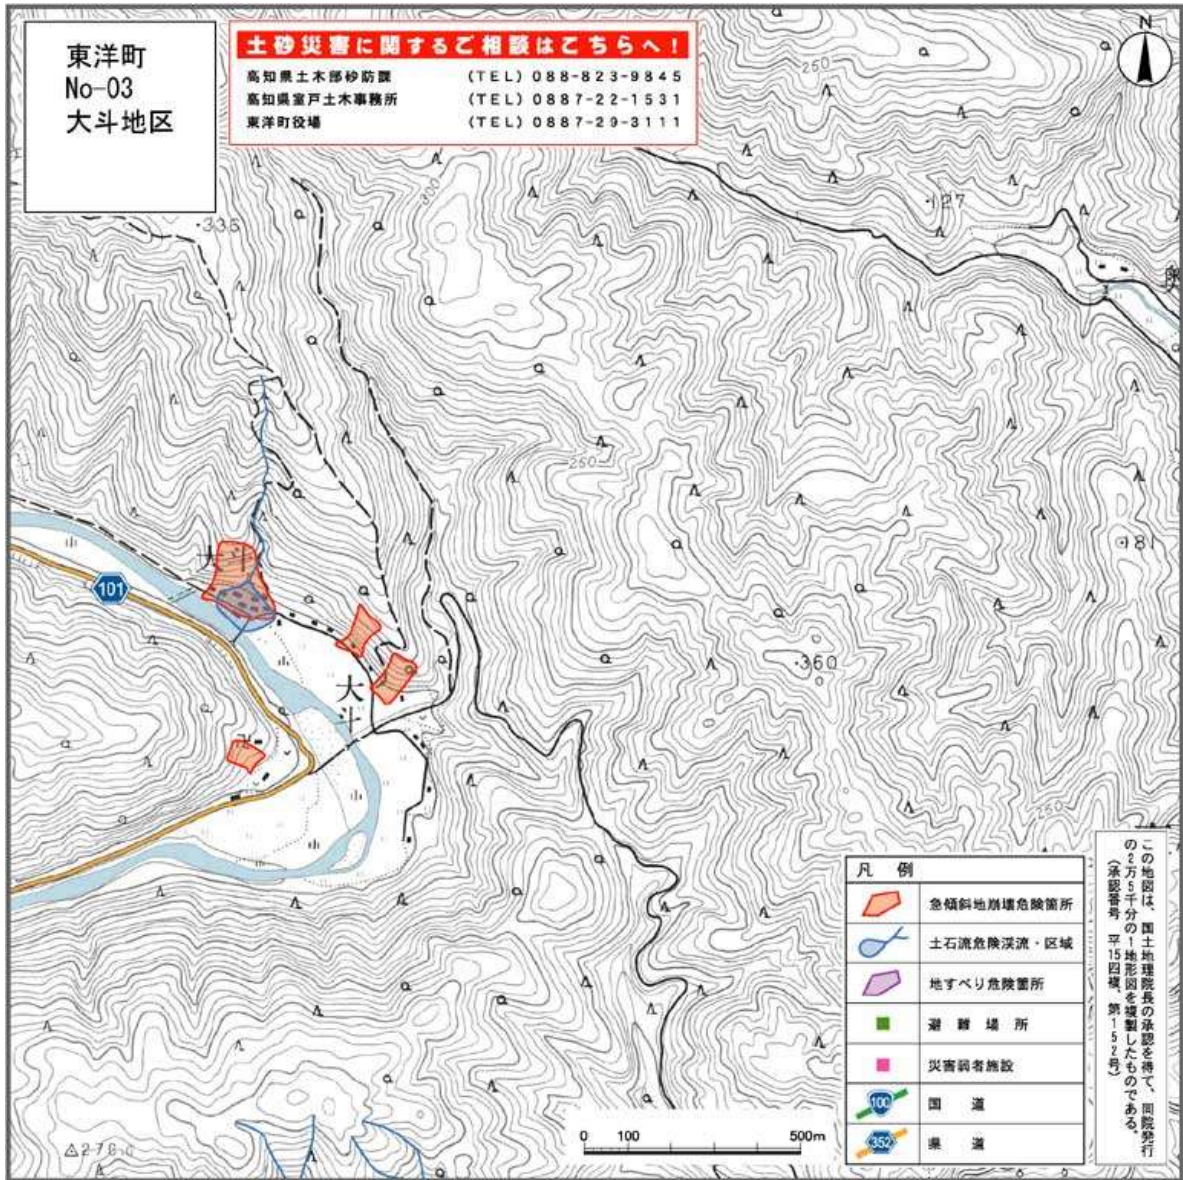 東洋町
No-03
大斗地区
土砂災害に関するご相談はこちらへ！
高知県土木部砂防課 (TEL) 088-823-9845
高知県室戸土木事務所 (TEL) 0887-22-1531
東洋町役場 (TEL) 0887-29-3111
N
250
300
335
127
奥
250
181
101
大斗
360
大斗
250
276.0
0 100 500m
凡例
急傾斜地崩壊危険箇所
土石流危険渓流・区域
地すべり危険箇所
避難場所
災害弱者施設
100 国道
352 県道
この地図は、国土地理院長の承認を得て、同院発行
の2万5千分の1地形図を複製したものである。
(承認番号 平15四複、第152号)